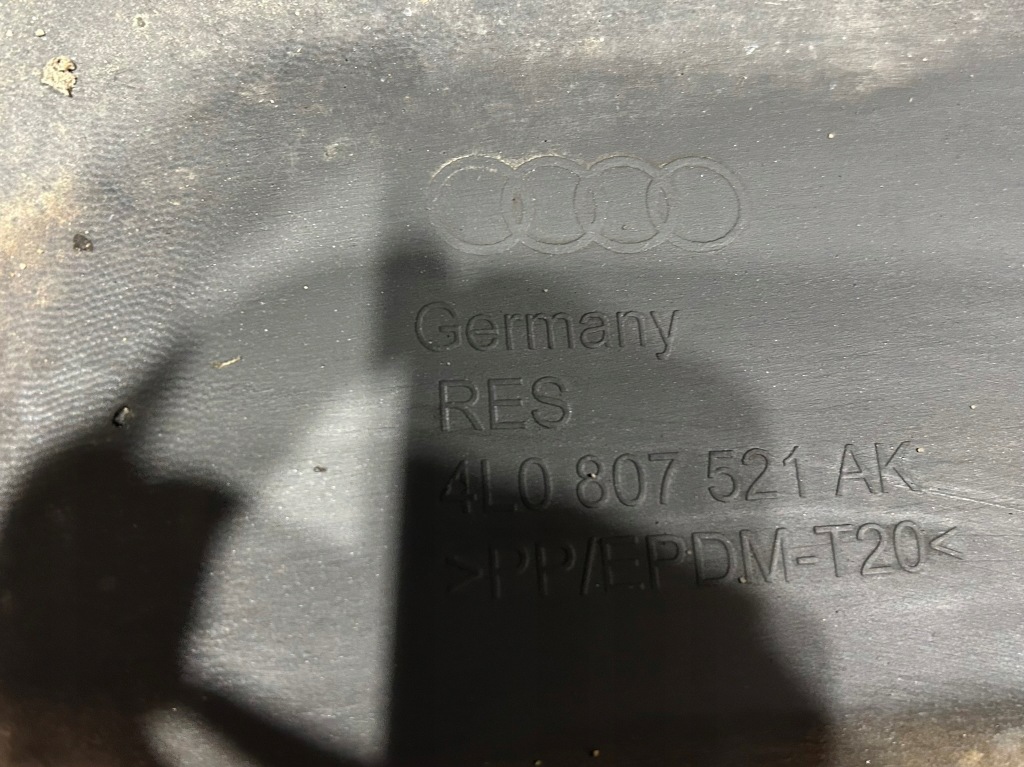 Germany
RES
4L0 807 521 AK
>PP/EPDM-T20<